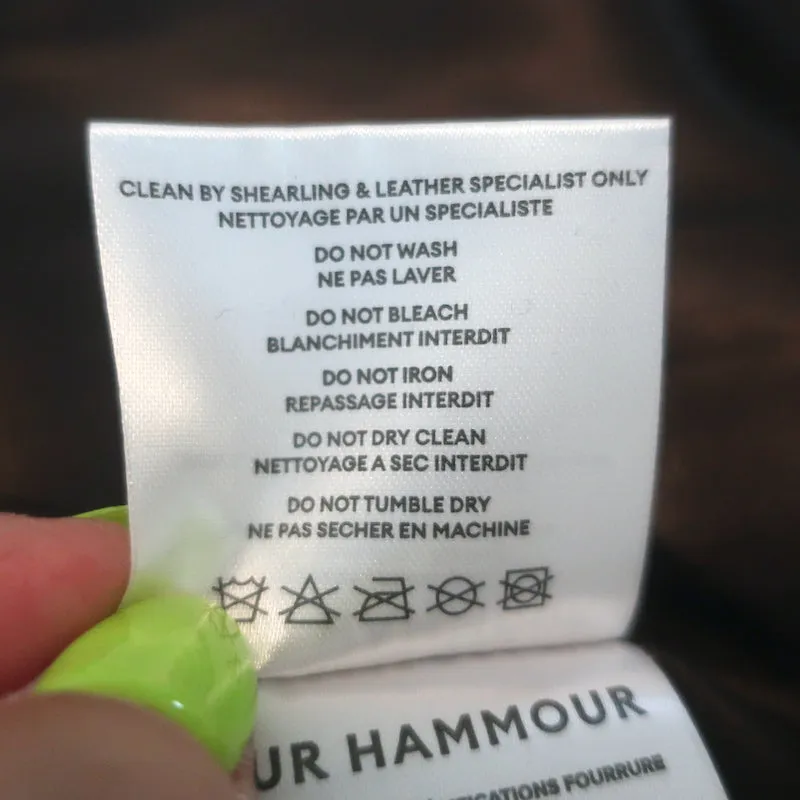 CLEAN BY SHEARLING & LEATHER SPECIALIST ONLY
NETTOYAGE PAR UN SPECIALISTE
DO NOT WASH
NE PAS LAVER
DO NOT BLEACH
BLANCHIMENT INTERDIT
DO NOT IRON
REPASSAGE INTERDIT
DO NOT DRY CLEAN
NETTOYAGE A SEC INTERDIT
DO NOT TUMBLE DRY
NE PAS SECHER EN MACHINE
UR HAMMOUR
FOURRURE